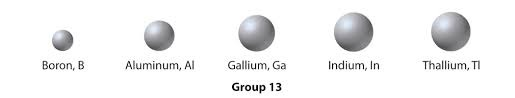 Boron, B Aluminum, Al Gallium, Ga Indium, In Thallium, Tl
Group 13